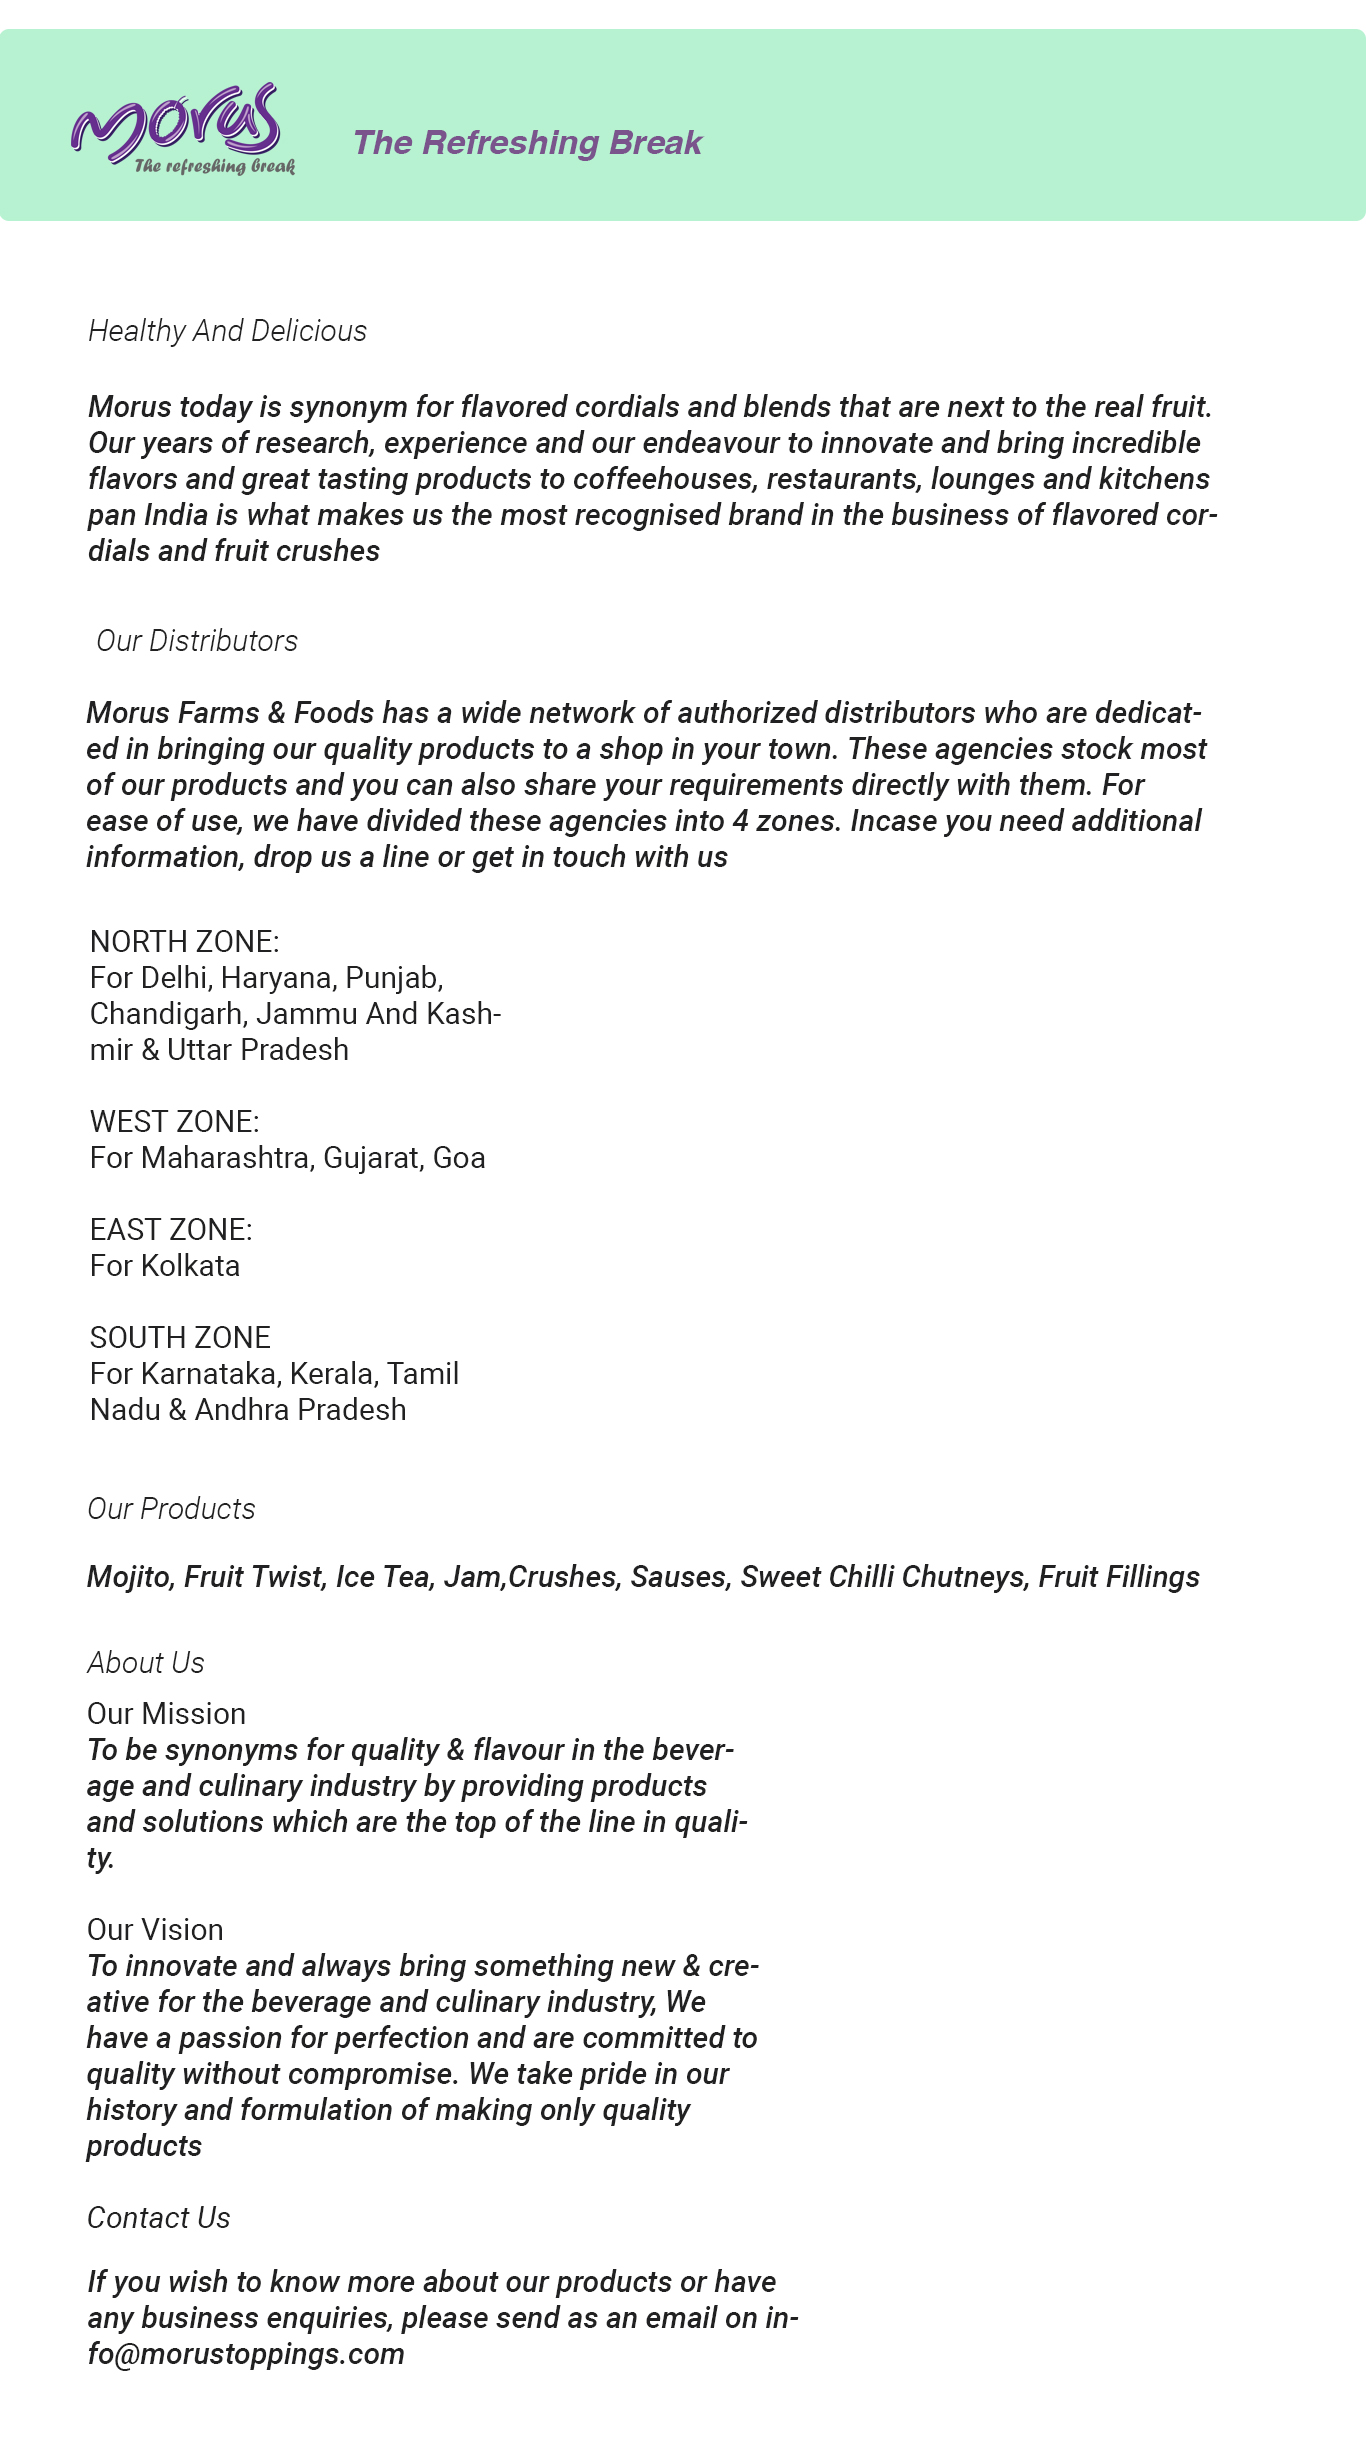 morus
The refreshing break
The Refreshing Break
Healthy And Delicious
Morus today is synonym for flavored cordials and blends that are next to the real fruit.
Our years of research, experience and our endeavour to innovate and bring incredible
flavors and great tasting products to coffeehouses, restaurants, lounges and kitchens
pan India is what makes us the most recognised brand in the business of flavored cor-
dials and fruit crushes
Our Distributors
Morus Farms & Foods has a wide network of authorized distributors who are dedicat-
ed in bringing our quality products to a shop in your town. These agencies stock most
of our products and you can also share your requirements directly with them. For
ease of use, we have divided these agencies into 4 zones. Incase you need additional
information, drop us a line or get in touch with us
NORTH ZONE:
For Delhi, Haryana, Punjab,
Chandigarh, Jammu And Kash-
mir & Uttar Pradesh
WEST ZONE:
For Maharashtra, Gujarat, Goa
EAST ZONE:
For Kolkata
SOUTH ZONE
For Karnataka, Kerala, Tamil
Nadu & Andhra Pradesh
Our Products
Mojito, Fruit Twist, Ice Tea, Jam,Crushes, Sauses, Sweet Chilli Chutneys, Fruit Fillings
About Us
Our Mission
To be synonyms for quality & flavour in the bever-
age and culinary industry by providing products
and solutions which are the top of the line in quali-
ty.
Our Vision
To innovate and always bring something new & cre-
ative for the beverage and culinary industry, We
have a passion for perfection and are committed to
quality without compromise. We take pride in our
history and formulation of making only quality
products
Contact Us
If you wish to know more about our products or have
any business enquiries, please send as an email on in-
fo@morustoppings.com